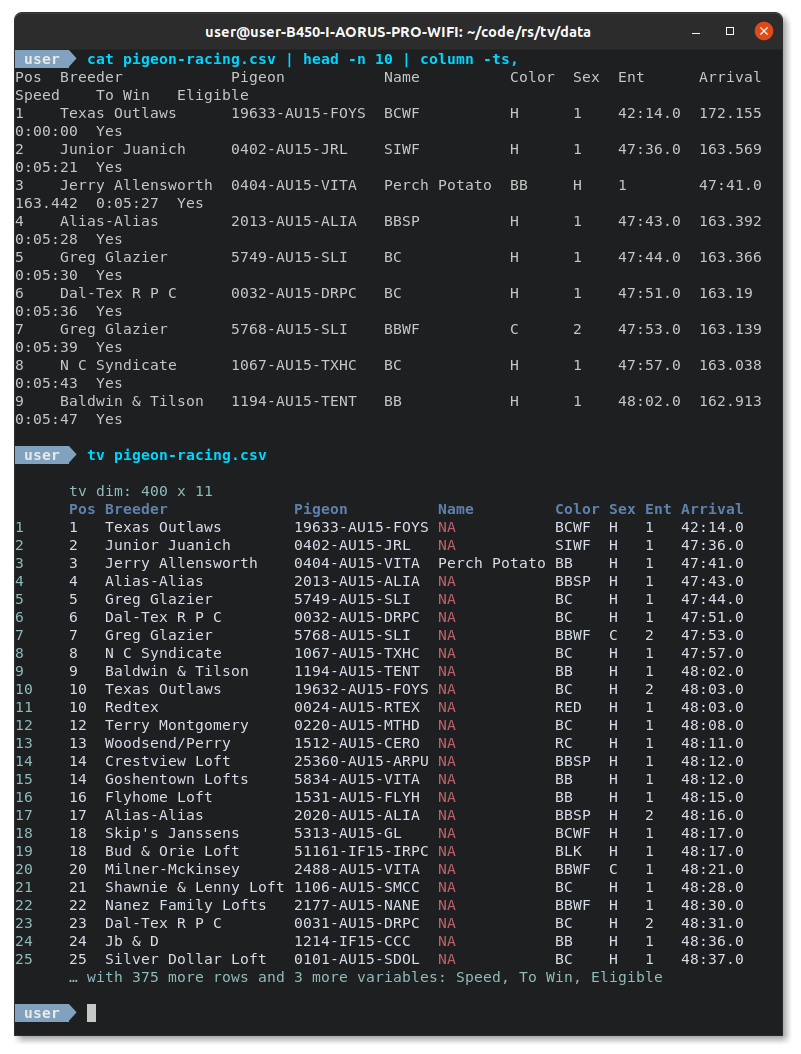 user@user-B450-I-AORUS-PRO-WIFI: ~/code/rs/tv/data
user cat pigeon-racing.csv | head -n 10 | column -ts,
Pos  Breeder            Pigeon           Name          Color  Sex  Ent      Arrival
Speed    To Win   Eligible
1    Texas Outlaws      19633-AU15-FOYS  BCWF          H      1    42:14.0  172.155
0:00:00  Yes
2    Junior Juanich     0402-AU15-JRL    SIWF          H      1    47:36.0  163.569
0:05:21  Yes
3    Jerry Allensworth  0404-AU15-VITA   Perch Potato  BB     H    1        47:41.0
163.442  0:05:27  Yes
4    Alias-Alias        2013-AU15-ALIA   BBSP          H      1    47:43.0  163.392
0:05:28  Yes
5    Greg Glazier       5749-AU15-SLI    BC            H      1    47:44.0  163.366
0:05:30  Yes
6    Dal-Tex R P C      0032-AU15-DRPC   BC            H      1    47:51.0  163.19
0:05:36  Yes
7    Greg Glazier       5768-AU15-SLI    BBWF          C      2    47:53.0  163.139
0:05:39  Yes
8    N C Syndicate      1067-AU15-TXHC   BC            H      1    47:57.0  163.038
0:05:43  Yes
9    Baldwin & Tilson   1194-AU15-TENT   BB            H      1    48:02.0  162.913
0:05:47  Yes
user tv pigeon-racing.csv
tv dim: 400 x 11
Pos Breeder              Pigeon          Name         Color Sex Ent Arrival
1     1   Texas Outlaws        19633-AU15-FOYS NA           BCWF  H   1   42:14.0
2     2   Junior Juanich       0402-AU15-JRL   NA           SIWF  H   1   47:36.0
3     3   Jerry Allensworth    0404-AU15-VITA  Perch Potato BB    H   1   47:41.0
4     4   Alias-Alias          2013-AU15-ALIA  NA           BBSP  H   1   47:43.0
5     5   Greg Glazier         5749-AU15-SLI   NA           BC    H   1   47:44.0
6     6   Dal-Tex R P C        0032-AU15-DRPC  NA           BC    H   1   47:51.0
7     7   Greg Glazier         5768-AU15-SLI   NA           BBWF  C   2   47:53.0
8     8   N C Syndicate        1067-AU15-TXHC  NA           BC    H   1   47:57.0
9     9   Baldwin & Tilson     1194-AU15-TENT  NA           BB    H   1   48:02.0
10    10  Texas Outlaws        19632-AU15-FOYS NA           BC    H   2   48:03.0
11    10  Redtex               0024-AU15-RTEX  NA           RED   H   1   48:03.0
12    12  Terry Montgomery     0220-AU15-MTHD  NA           BC    H   1   48:08.0
13    13  Woodsend/Perry       1512-AU15-CERO  NA           RC    H   1   48:11.0
14    14  Crestview Loft       25360-AU15-ARPU NA           BBSP  H   1   48:12.0
15    14  Goshentown Lofts     5834-AU15-VITA  NA           BB    H   1   48:12.0
16    16  Flyhome Loft         1531-AU15-FLYH  NA           BB    H   1   48:15.0
17    17  Alias-Alias          2020-AU15-ALIA  NA           BBSP  H   2   48:16.0
18    18  Skip's Janssens      5313-AU15-GL    NA           BCWF  H   1   48:17.0
19    18  Bud & Orie Loft      51161-IF15-IRPC NA           BLK   H   1   48:17.0
20    20  Milner-Mckinsey      2488-AU15-VITA  NA           BBWF  C   1   48:21.0
21    21  Shawnie & Lenny Loft 1106-AU15-SMCC  NA           BC    H   1   48:28.0
22    22  Nanez Family Lofts   2177-AU15-NANE  NA           BBWF  H   1   48:30.0
23    23  Dal-Tex R P C        0031-AU15-DRPC  NA           BC    H   2   48:31.0
24    24  Jb & D               1214-IF15-CCC   NA           BB    H   1   48:36.0
25    25  Silver Dollar Loft   0101-AU15-SDOL  NA           BC    H   1   48:37.0
… with 375 more rows and 3 more variables: Speed, To Win, Eligible
user